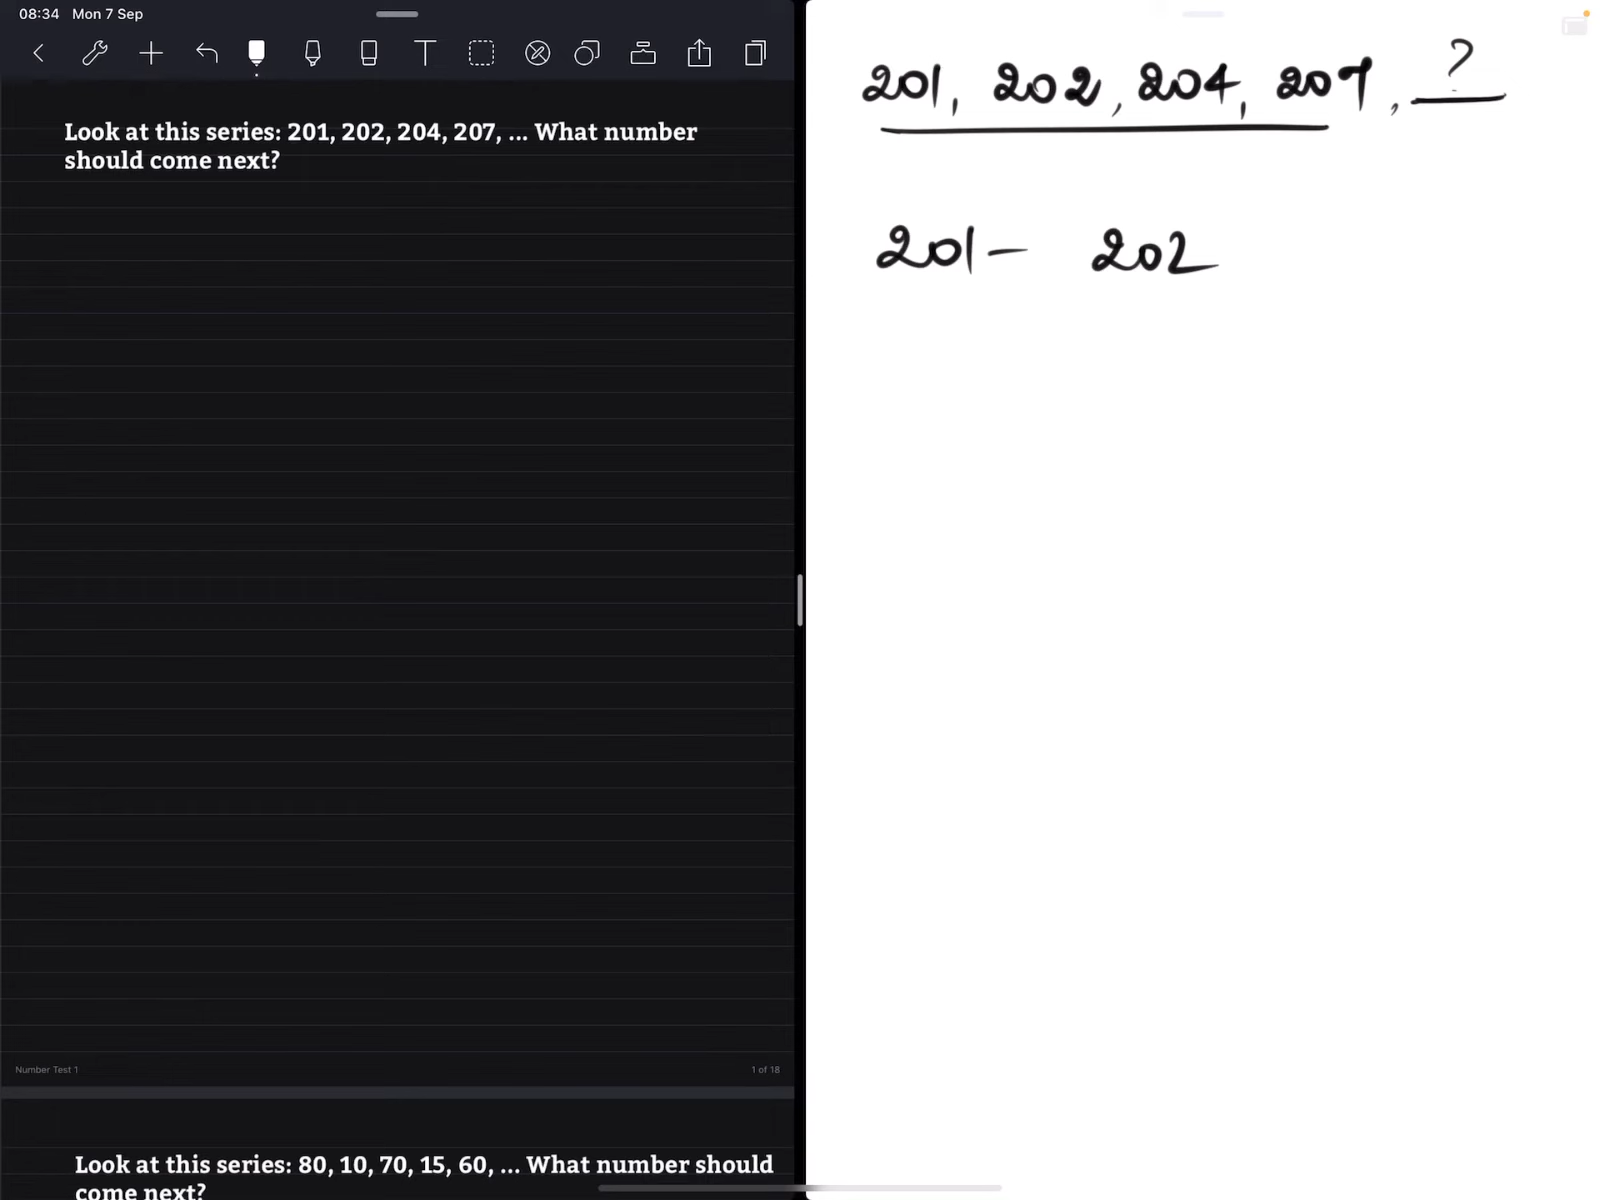 08:34 Mon 7 Sep
Look at this series: 201, 202, 204, 207, ... What number
should come next?
Number Test 1
1 of 18
Look at this series: 80, 10, 70, 15, 60, ... What number should
come next?
201, 202, 204, 207, ?
201 - 202